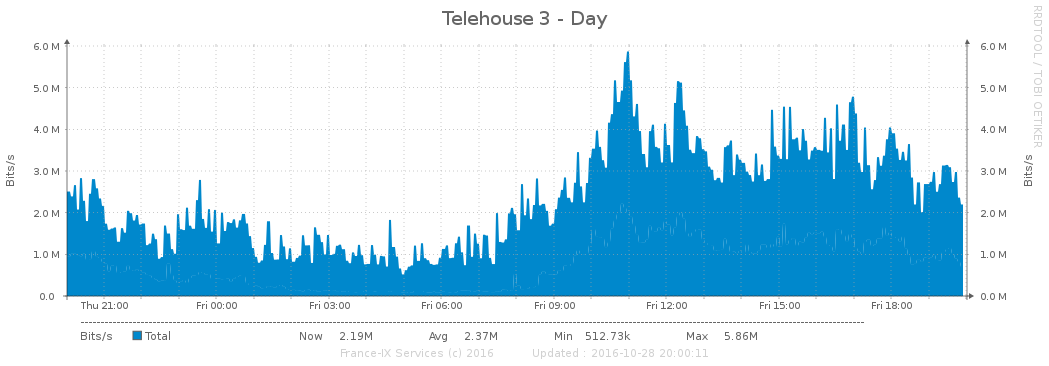 Telehouse 3 - Day
RRDTOOL / TOBI OETIKER
Bits/s
6.0 M
5.0 M
4.0 M
3.0 M
2.0 M
1.0 M
0.0
6.0 M
5.0 M
4.0 M
3.0 M
2.0 M
1.0 M
0.0 M
Bits/s
Thu 21:00 Fri 00:00 Fri 03:00 Fri 06:00 Fri 09:00 Fri 12:00 Fri 15:00 Fri 18:00
Bits/s Total Now 2.19M Avg 2.37M Min 512.73k Max 5.86M
France-IX Services (c) 2016 Updated : 2016-10-28 20:00:11